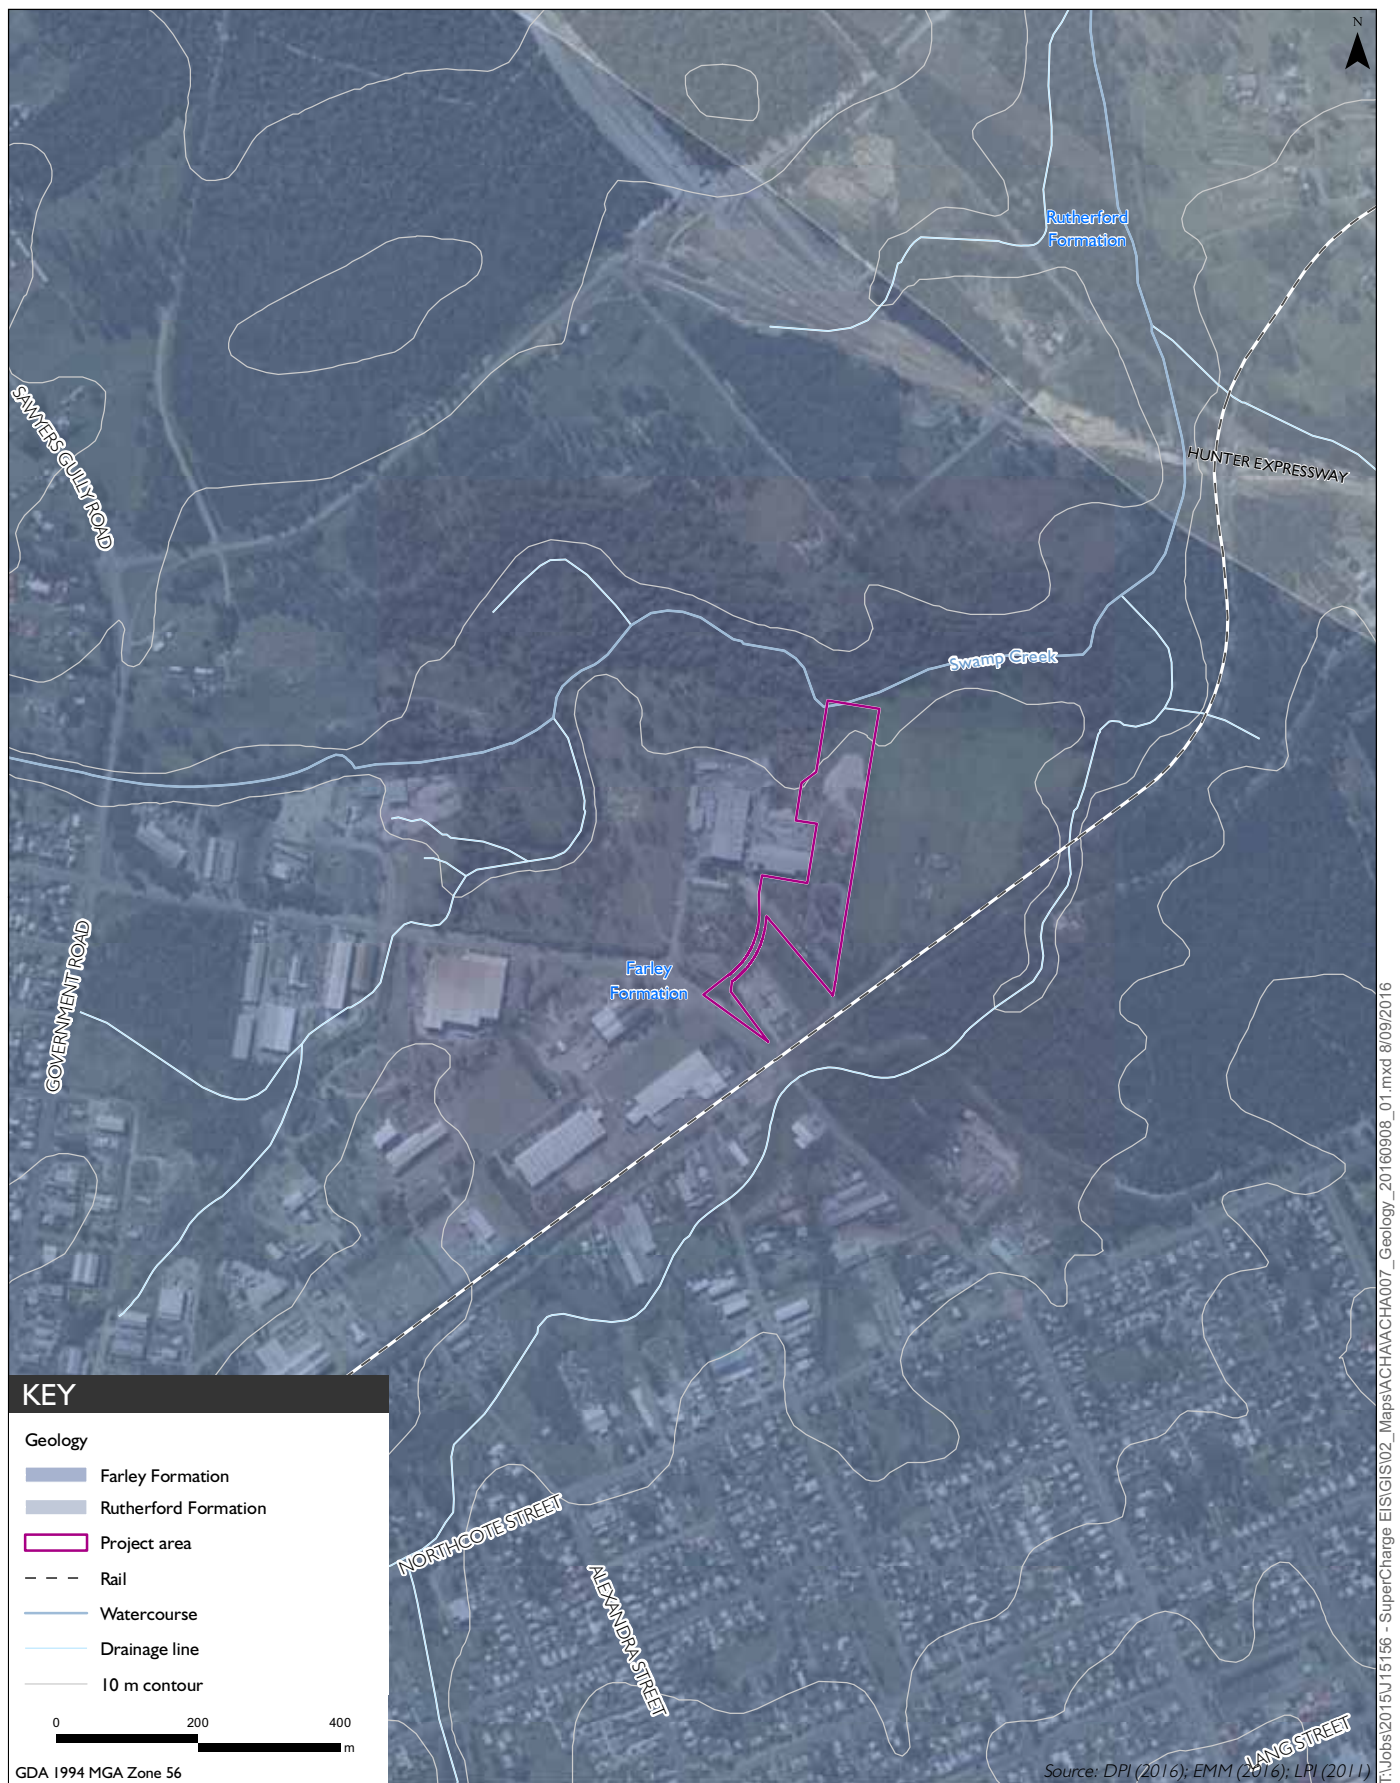 N
Rutherford
Formation
SAWYERS GULLY ROAD
HUNTER EXPRESSWAY
Swamp Creek
GOVERNMENT ROAD
Farley
Formation
KEY
Geology
Farley Formation
Rutherford Formation
Project area
Rail
Watercourse
Drainage line
10 m contour
0 200 400
m
GDA 1994 MGA Zone 56
NORTHCOTE STREET
ALEXANDRA STREET
LANG STREET
Source: DPI (2016); EMM (2016); LPI (2011)
T:\Jobs\2015\J15156 - SuperCharge EIS\GIS\02_Maps\ACHA\ACHA007_Geology_20160908_01.mxd 8/09/2016